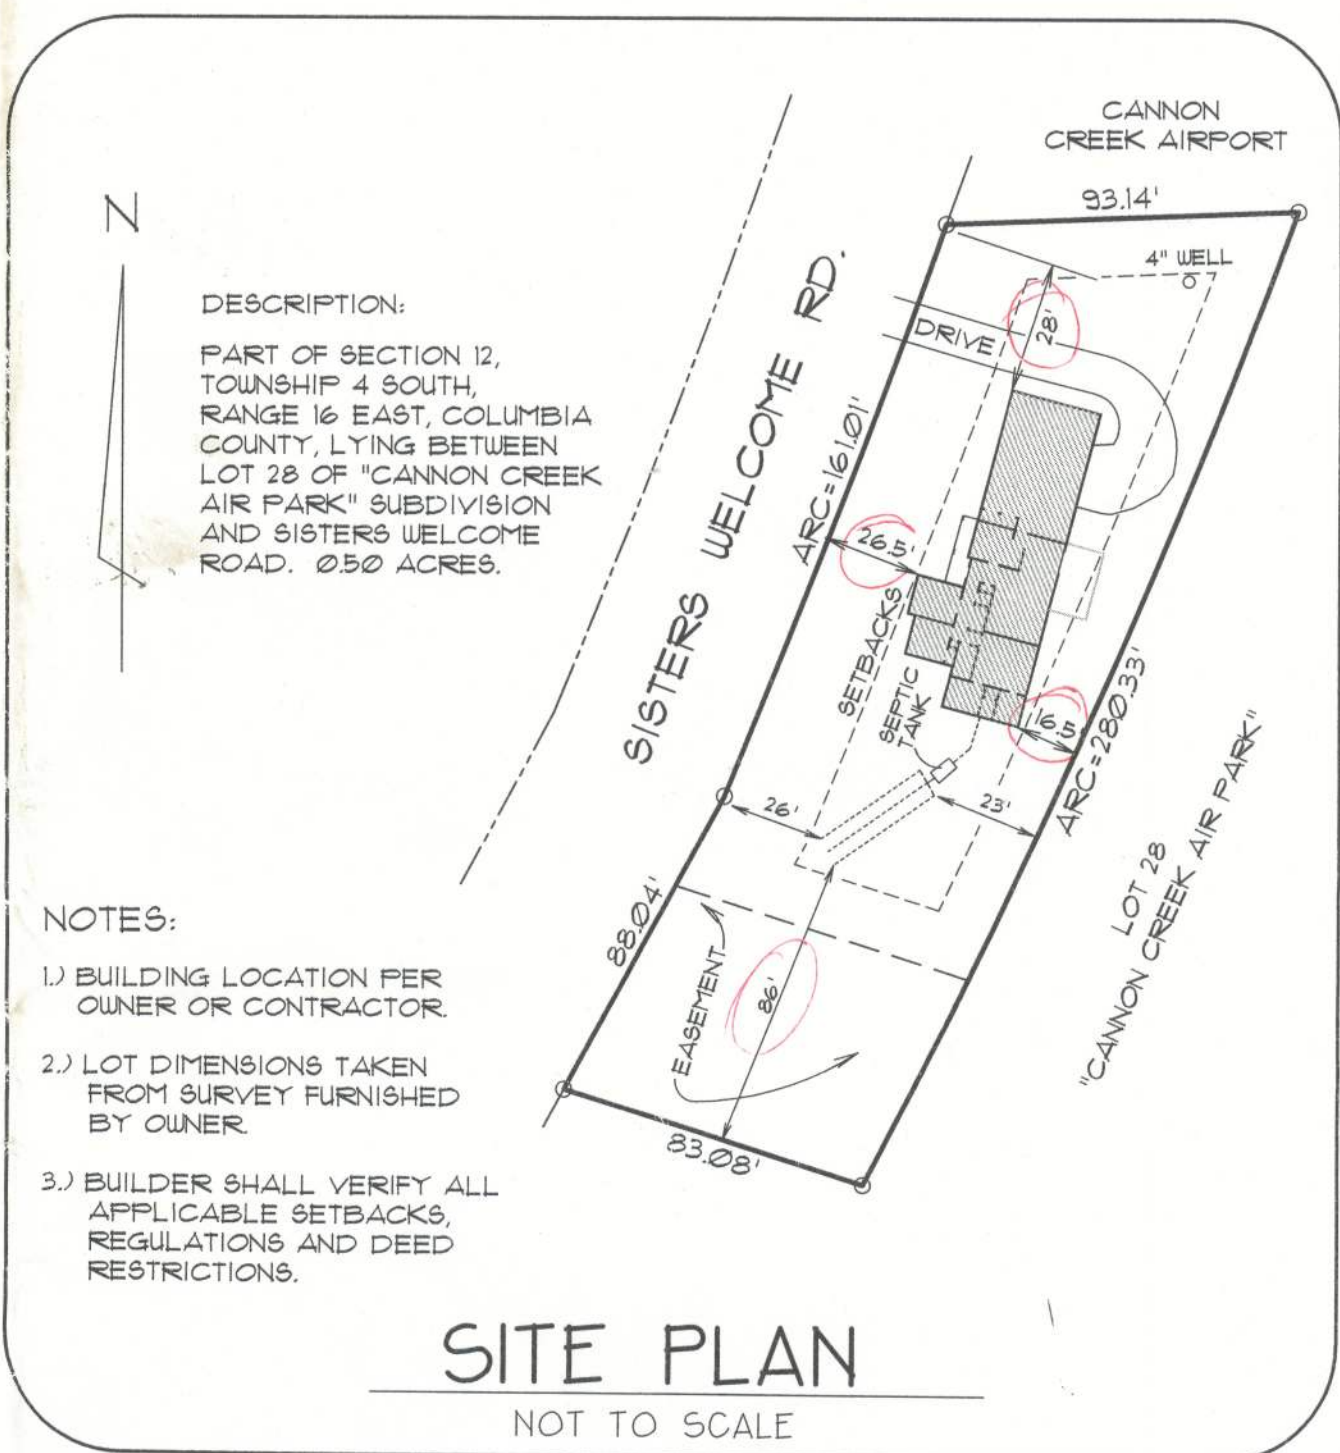 CANNON
CREEK AIRPORT
93.14'
N
4" WELL
DESCRIPTION:
PART OF SECTION 12,
TOWNSHIP 4 SOUTH,
RANGE 16 EAST, COLUMBIA
COUNTY, LYING BETWEEN
LOT 28 OF "CANNON CREEK
AIR PARK" SUBDIVISION
AND SISTERS WELCOME
ROAD. 0.50 ACRES.
SISTERS WELCOME RD.
DRIVE
28'
ARC=161.01'
26.5'
SETBACKS
SEPTIC
TANK
16.5'
ARC=280.33'
26'
23'
LOT 28
"CANNON CREEK AIR PARK"
88.04'
EASEMENT
86'
83.08'
NOTES:
1.) BUILDING LOCATION PER
OWNER OR CONTRACTOR.
2.) LOT DIMENSIONS TAKEN
FROM SURVEY FURNISHED
BY OWNER.
3.) BUILDER SHALL VERIFY ALL
APPLICABLE SETBACKS,
REGULATIONS AND DEED
RESTRICTIONS.
SITE PLAN
NOT TO SCALE